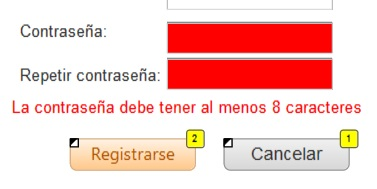 Contraseña:
Repetir contraseña:
La contraseña debe tener al menos 8 caracteres
2
1
Registrarse
Cancelar